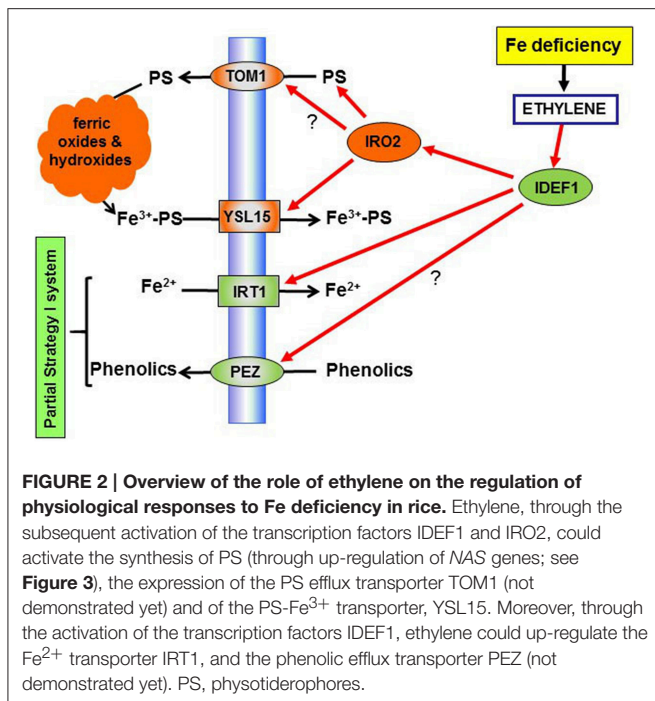 Fe deficiency
PS
TOM1
PS
ETHYLENE
ferric
oxides &
hydroxides
?
IRO2
IDEF1
Fe³⁺-PS
YSL15
Fe³⁺-PS
?
Partial Strategy I system
Fe²⁺
IRT1
Fe²⁺
Phenolics
PEZ
Phenolics
FIGURE 2 | Overview of the role of ethylene on the regulation of
physiological responses to Fe deficiency in rice. Ethylene, through the
subsequent activation of the transcription factors IDEF1 and IRO2, could
activate the synthesis of PS (through up-regulation of NAS genes; see
Figure 3), the expression of the PS efflux transporter TOM1 (not
demonstrated yet) and of the PS-Fe³⁺ transporter, YSL15. Moreover, through
the activation of the transcription factors IDEF1, ethylene could up-regulate the
Fe²⁺ transporter IRT1, and the phenolic efflux transporter PEZ (not
demonstrated yet). PS, physotiderophores.